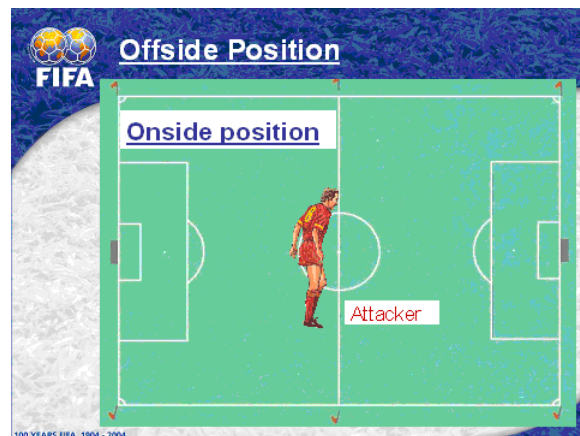 Offside Position
FIFA
Onside position
Attacker
100 YEARS FIFA 1904 - 2004